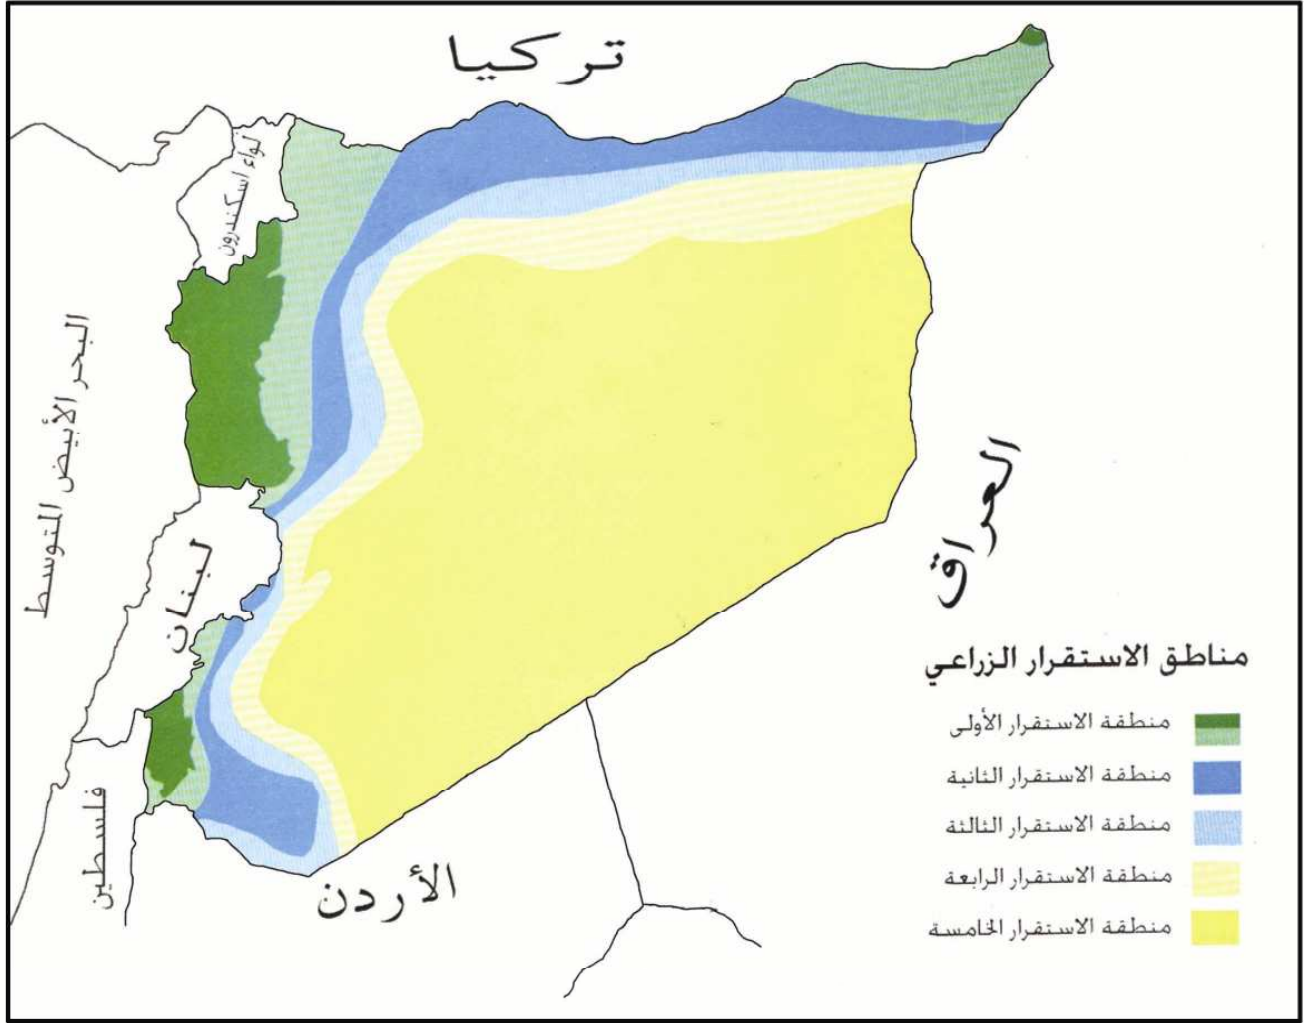 تركيا
لواء اسكندرون
البحر الأبيض المتوسط
لبنان
العراق
فلسطين
الأردن
مناطق الاستقرار الزراعي
منطقة الاستقرار الأولى
منطقة الاستقرار الثانية
منطقة الاستقرار الثالثة
منطقة الاستقرار الرابعة
منطقة الاستقرار الخامسة